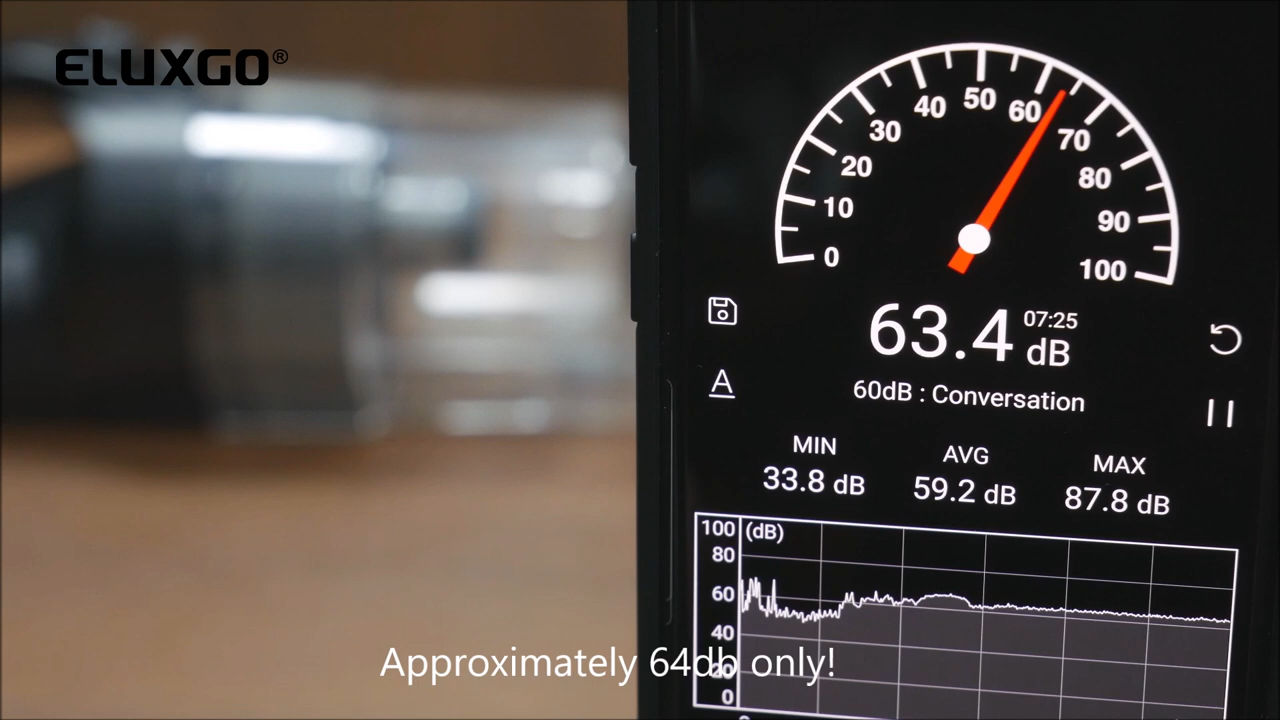 ELUXGO®
50
40
60
30
70
20
80
10
90
0
100
63.4 dB
07:25
A
60dB : Conversation
MIN
AVG
MAX
33.8 dB
59.2 dB
87.8 dB
100 (dB)
80
60
40
20
0
Approximately 64db only!